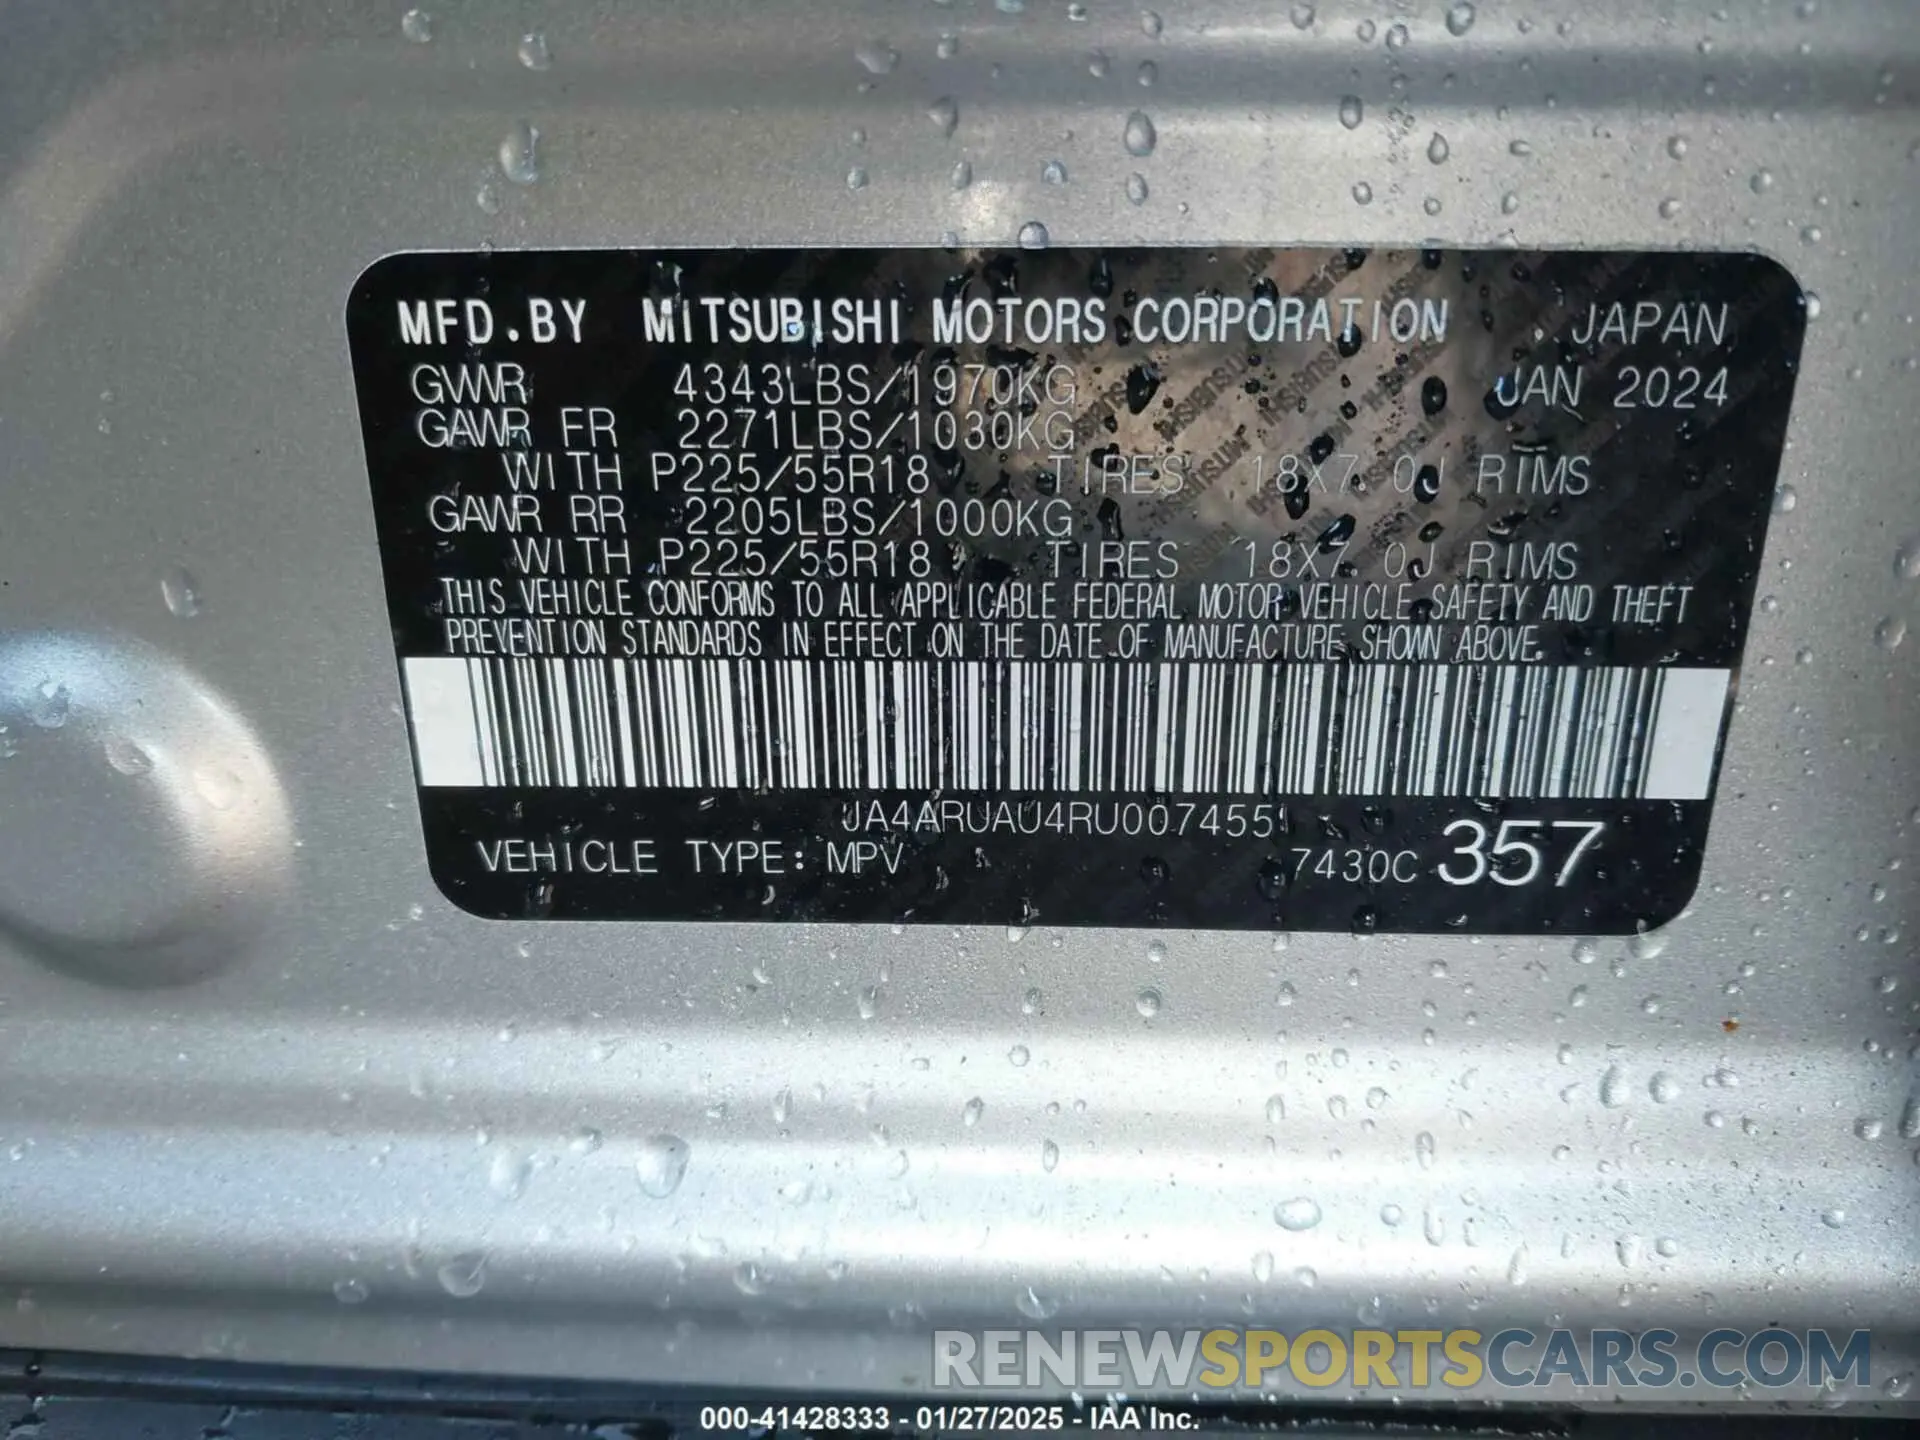 MFD.BY MITSUBISHI MOTORS CORPORATION JAPAN
GVWR 4343LBS/1970KG JAN 2024
GAWR FR 2271LBS/1030KG
WITH P225/55R18 TIRES 18X7.0J RIMS
GAWR RR 2205LBS/1000KG
WITH P225/55R18 TIRES 18X7.0J RIMS
THIS VEHICLE CONFORMS TO ALL APPLICABLE FEDERAL MOTOR VEHICLE SAFETY AND THEFT
PREVENTION STANDARDS IN EFFECT ON THE DATE OF MANUFACTURE SHOWN ABOVE.
JA4ARUAU4RU007455
VEHICLE TYPE: MPV 7430C 357
RENEWSPORTSCARS.COM
000-41428333 - 01/27/2025 - IAA Inc.